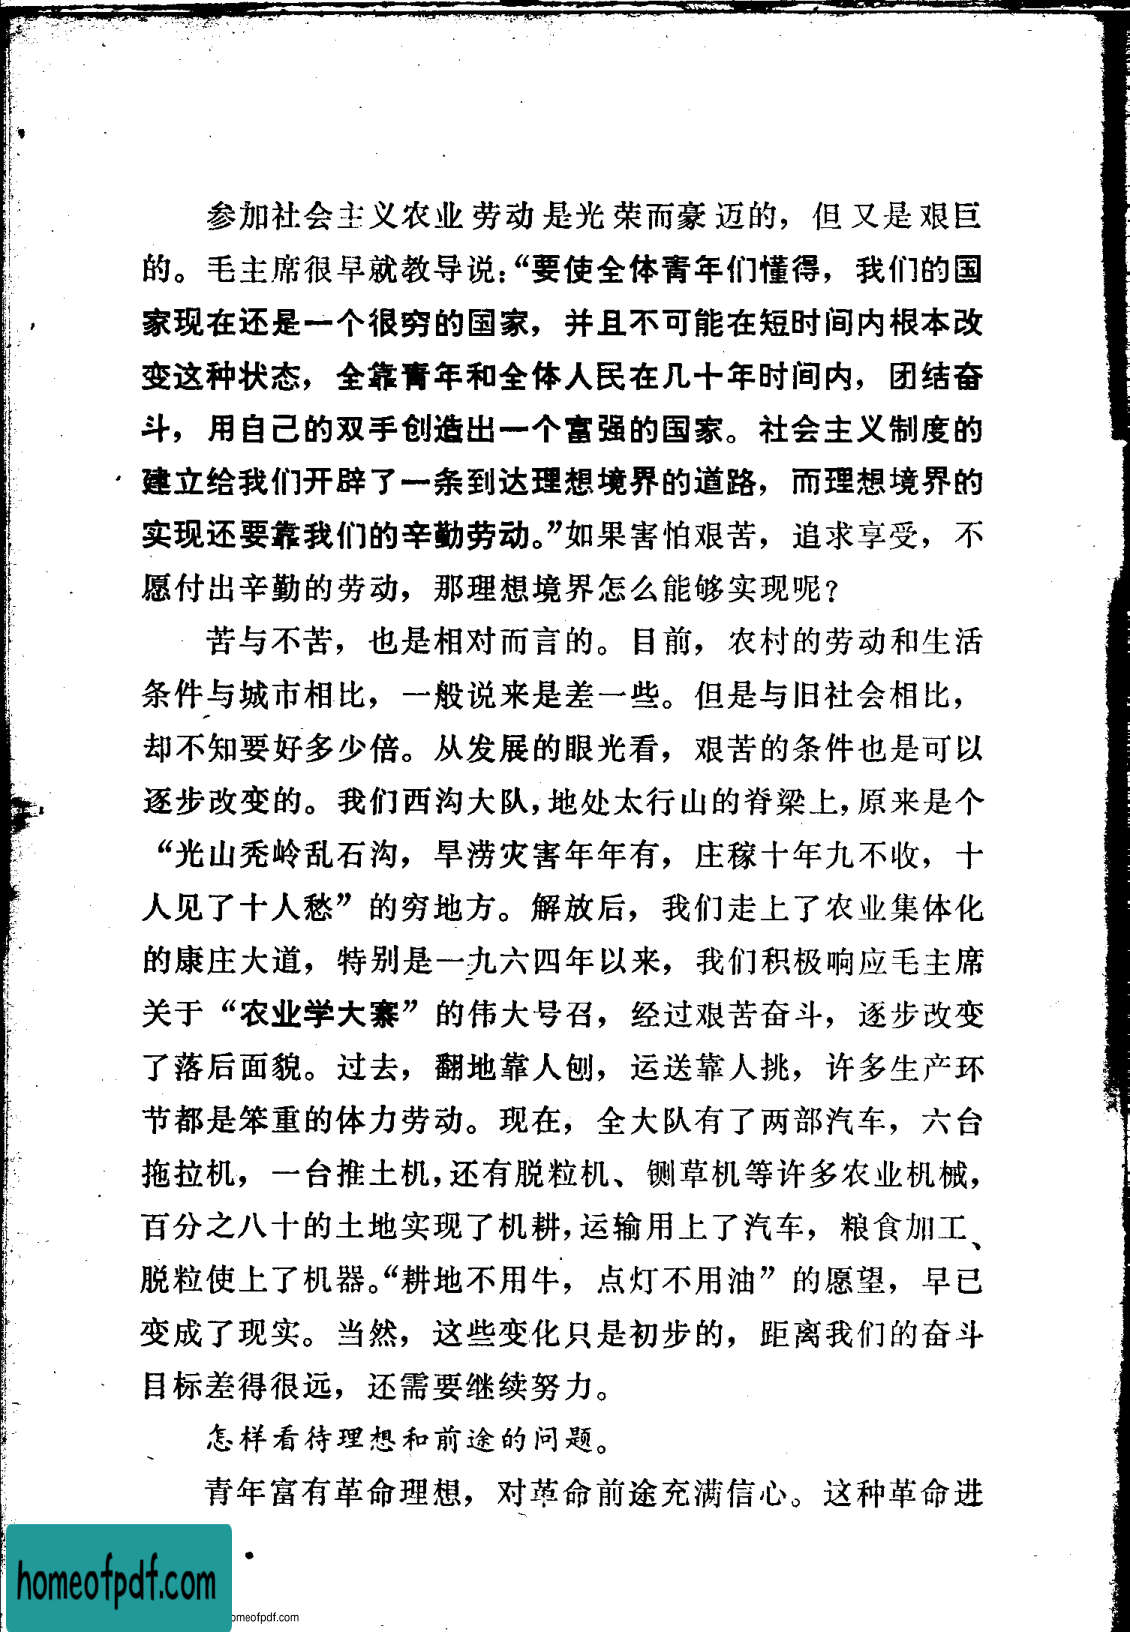 参加社会主义农业劳动是光荣而豪迈的，但又是艰巨
的。毛主席很早就教导说：“要使全体青年们懂得，我们的国
家现在还是一个很穷的国家，并且不可能在短时间内根本改
变这种状态，全靠青年和全体人民在几十年时间内，团结奋
斗，用自己的双手创造出一个富强的国家。社会主义制度的
建立给我们开辟了一条到达理想境界的道路，而理想境界的
实现还要靠我们的辛勤劳动。”如果害怕艰苦，追求享受，不
愿付出辛勤的劳动，那理想境界怎么能够实现呢？
苦与不苦，也是相对而言的。目前，农村的劳动和生活
条件与城市相比，一般说来是差一些。但是与旧社会相比，
却不知要好多少倍。从发展的眼光看，艰苦的条件也是可以
逐步改变的。我们西沟大队，地处太行山的脊梁上，原来是个
“光山秃岭乱石沟，旱涝灾害年年有，庄稼十年九不收，十
人见了十人愁”的穷地方。解放后，我们走上了农业集体化
的康庄大道，特别是一九六四年以来，我们积极响应毛主席
关于“农业学大寨”的伟大号召，经过艰苦奋斗，逐步改变
了落后面貌。过去，翻地靠人刨，运送靠人挑，许多生产环
节都是笨重的体力劳动。现在，全大队有了两部汽车，六台
拖拉机，一台推土机，还有脱粒机、铡草机等许多农业机械，
百分之八十的土地实现了机耕，运输用上了汽车，粮食加工、
脱粒使上了机器。“耕地不用牛，点灯不用油”的愿望，早已
变成了现实。当然，这些变化只是初步的，距离我们的奋斗
目标差得很远，还需要继续努力。
怎样看待理想和前途的问题。
青年富有革命理想，对革命前途充满信心。这种革命进
homeofpdf.com
omeofpdf.com